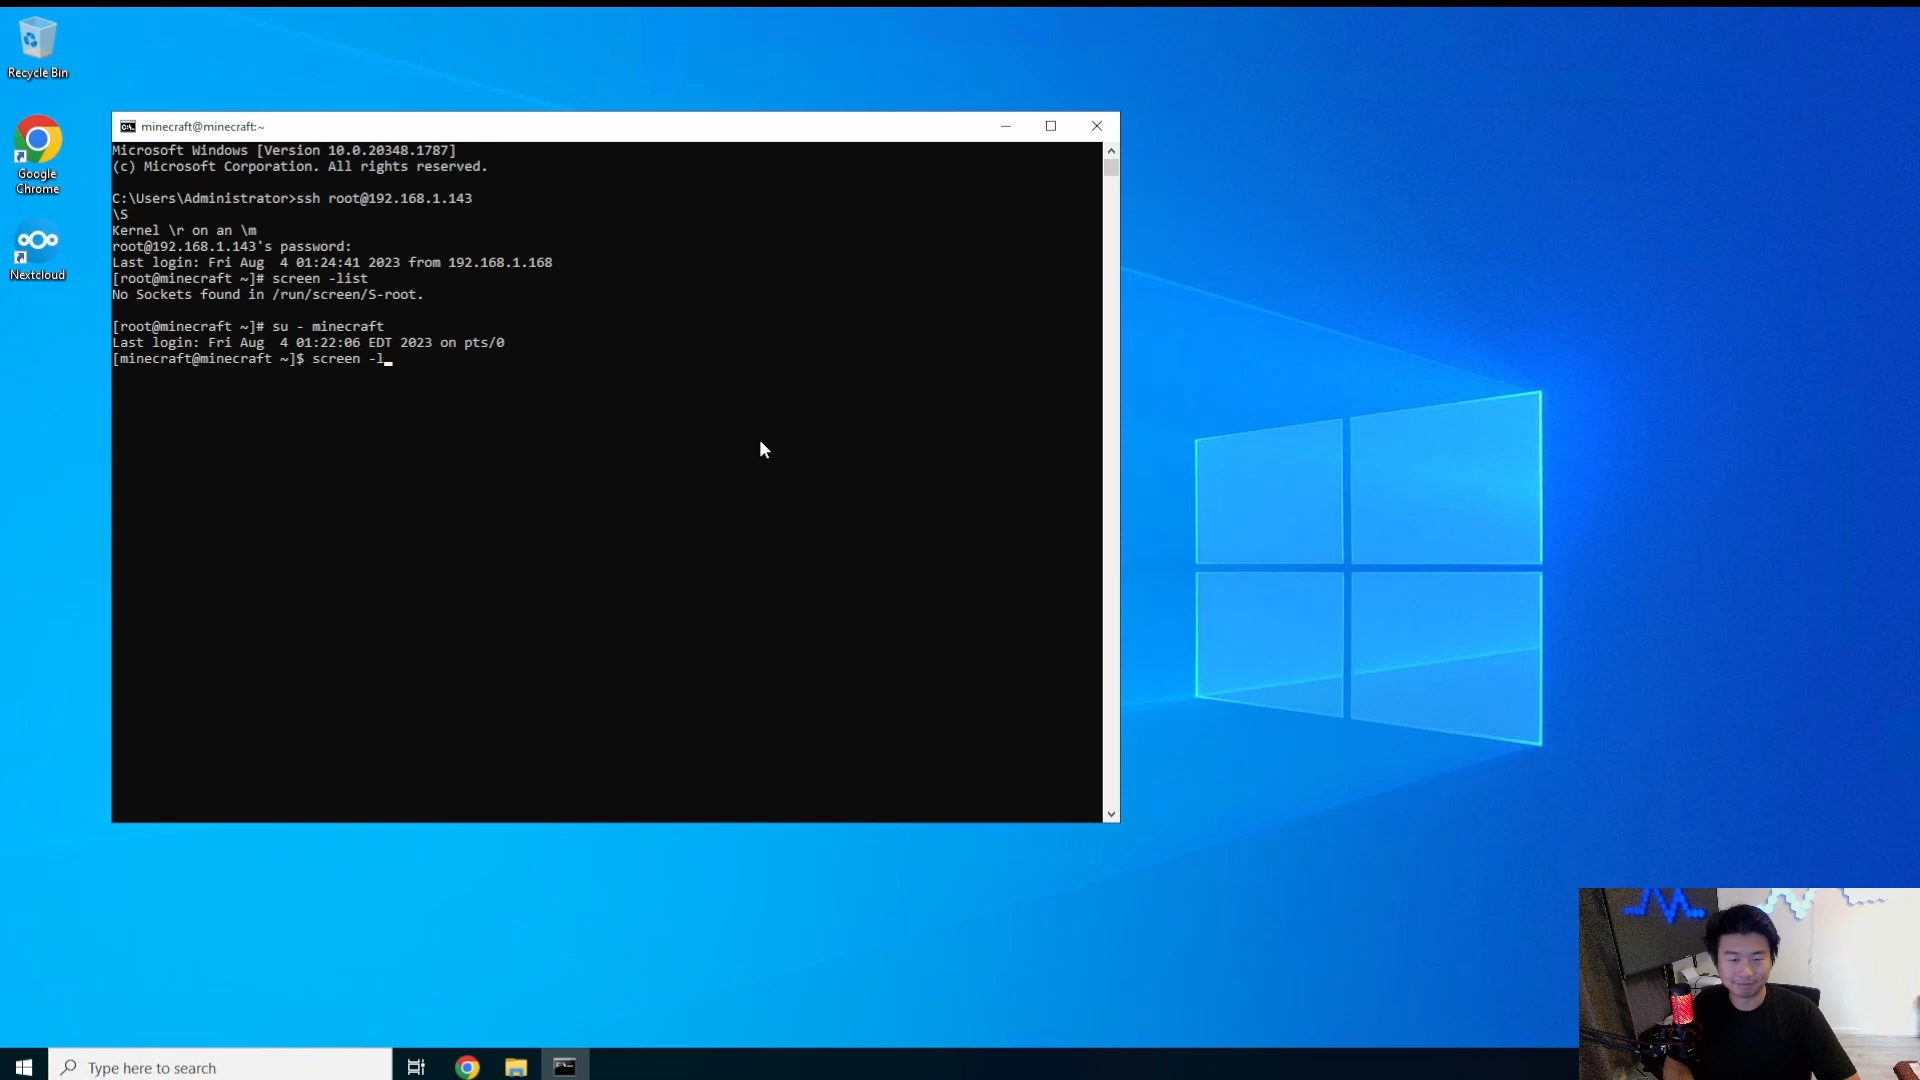 Recycle Bin
Google
Chrome
Nextcloud
minecraft@minecraft:~
Microsoft Windows [Version 10.0.20348.1787]
(c) Microsoft Corporation. All rights reserved.
C:\Users\Administrator>ssh root@192.168.1.143
\S
Kernel \r on an \m
root@192.168.1.143's password:
Last login: Fri Aug  4 01:24:41 2023 from 192.168.1.168
[root@minecraft ~]# screen -list
No Sockets found in /run/screen/S-root.
[root@minecraft ~]# su - minecraft
Last login: Fri Aug  4 01:22:06 EDT 2023 on pts/0
[minecraft@minecraft ~]$ screen -l
Type here to search